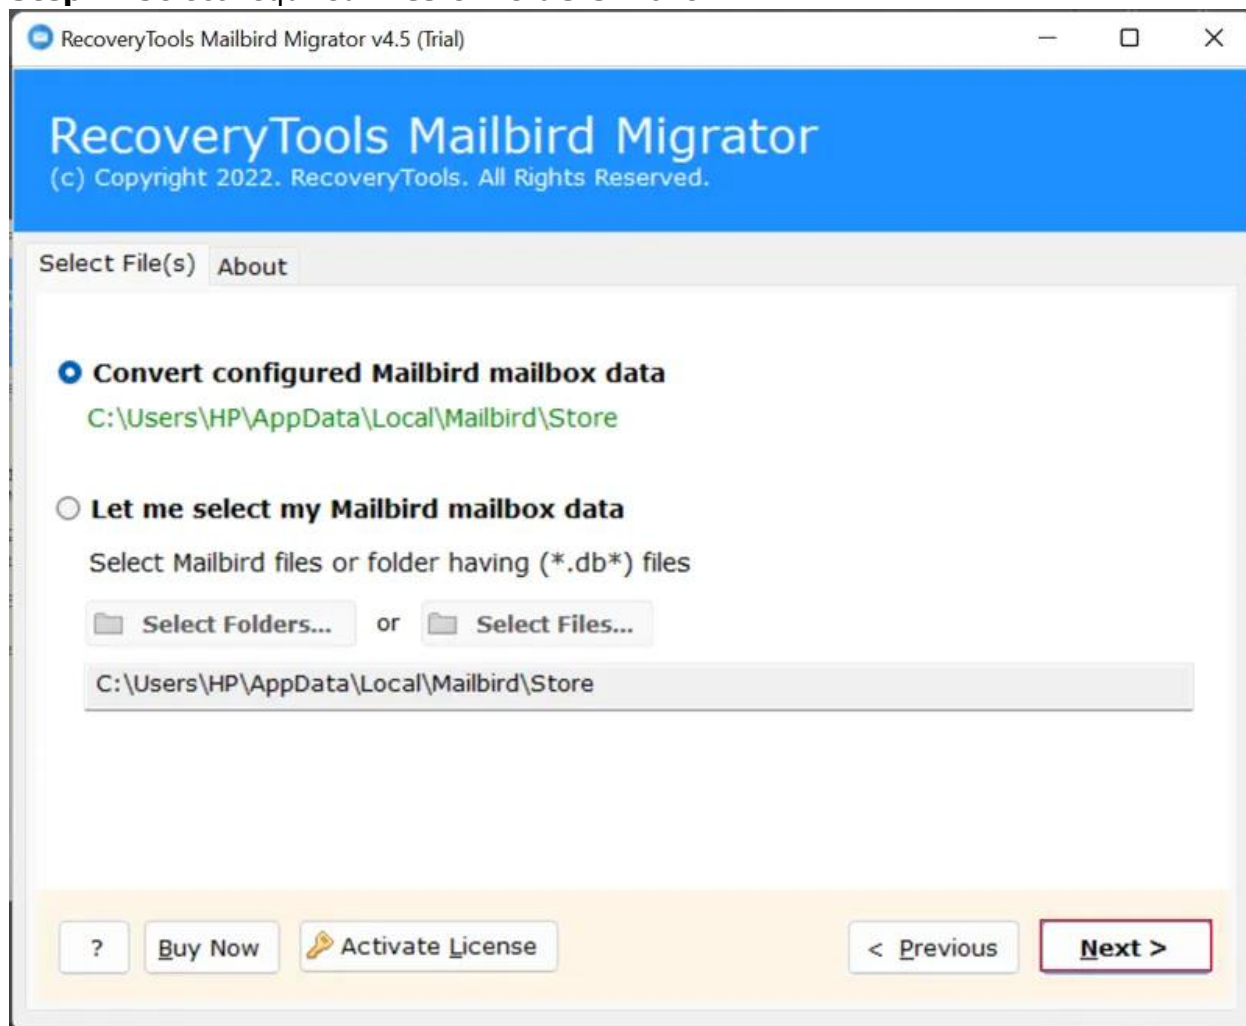 RecoveryTools Mailbird Migrator v4.5 (Trial)
RecoveryTools Mailbird Migrator
(c) Copyright 2022. RecoveryTools. All Rights Reserved.
Select File(s) About
Convert configured Mailbird mailbox data
C:\Users\HP\AppData\Local\Mailbird\Store
Let me select my Mailbird mailbox data
Select Mailbird files or folder having (*.db*) files
Select Folders... or Select Files...
C:\Users\HP\AppData\Local\Mailbird\Store
? Buy Now Activate License < Previous Next >